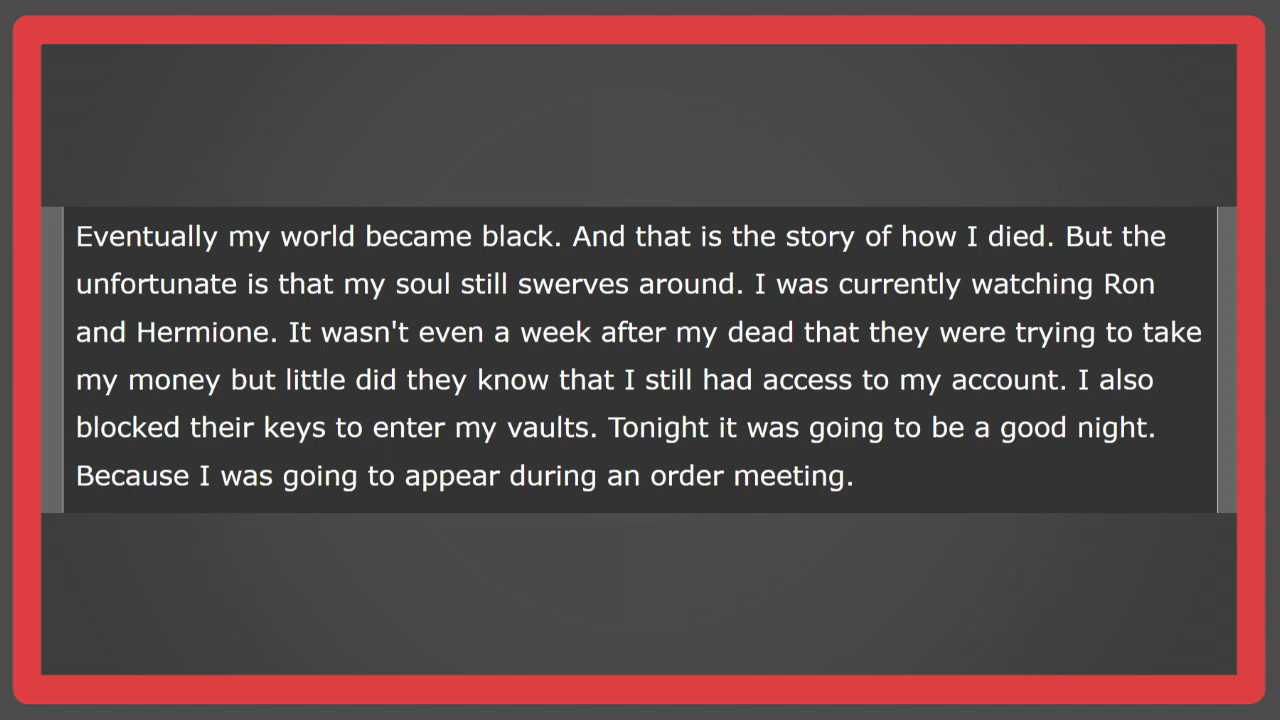 Eventually my world became black. And that is the story of how I died. But the
unfortunate is that my soul still swerves around. I was currently watching Ron
and Hermione. It wasn't even a week after my dead that they were trying to take
my money but little did they know that I still had access to my account. I also
blocked their keys to enter my vaults. Tonight it was going to be a good night.
Because I was going to appear during an order meeting.